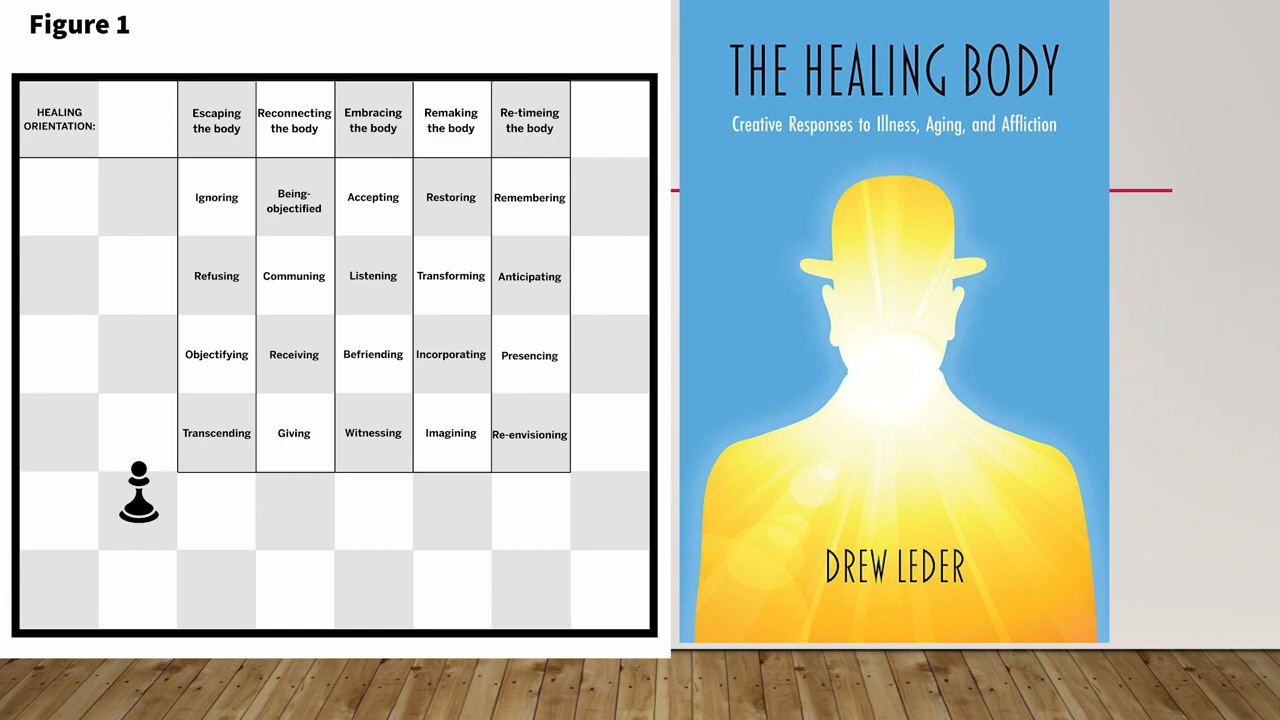 Figure 1
HEALING
ORIENTATION:
Escaping
the body
Reconnecting
the body
Embracing
the body
Remaking
the body
Re-timeing
the body
Ignoring
Being-
objectified
Accepting
Restoring
Remembering
Refusing
Communing
Listening
Transforming
Anticipating
Objectifying
Receiving
Befriending
Incorporating
Presencing
Transcending
Giving
Witnessing
Imagining
Re-envisioning
THE HEALING BODY
Creative Responses to Illness, Aging, and Affliction
DREW LEDER